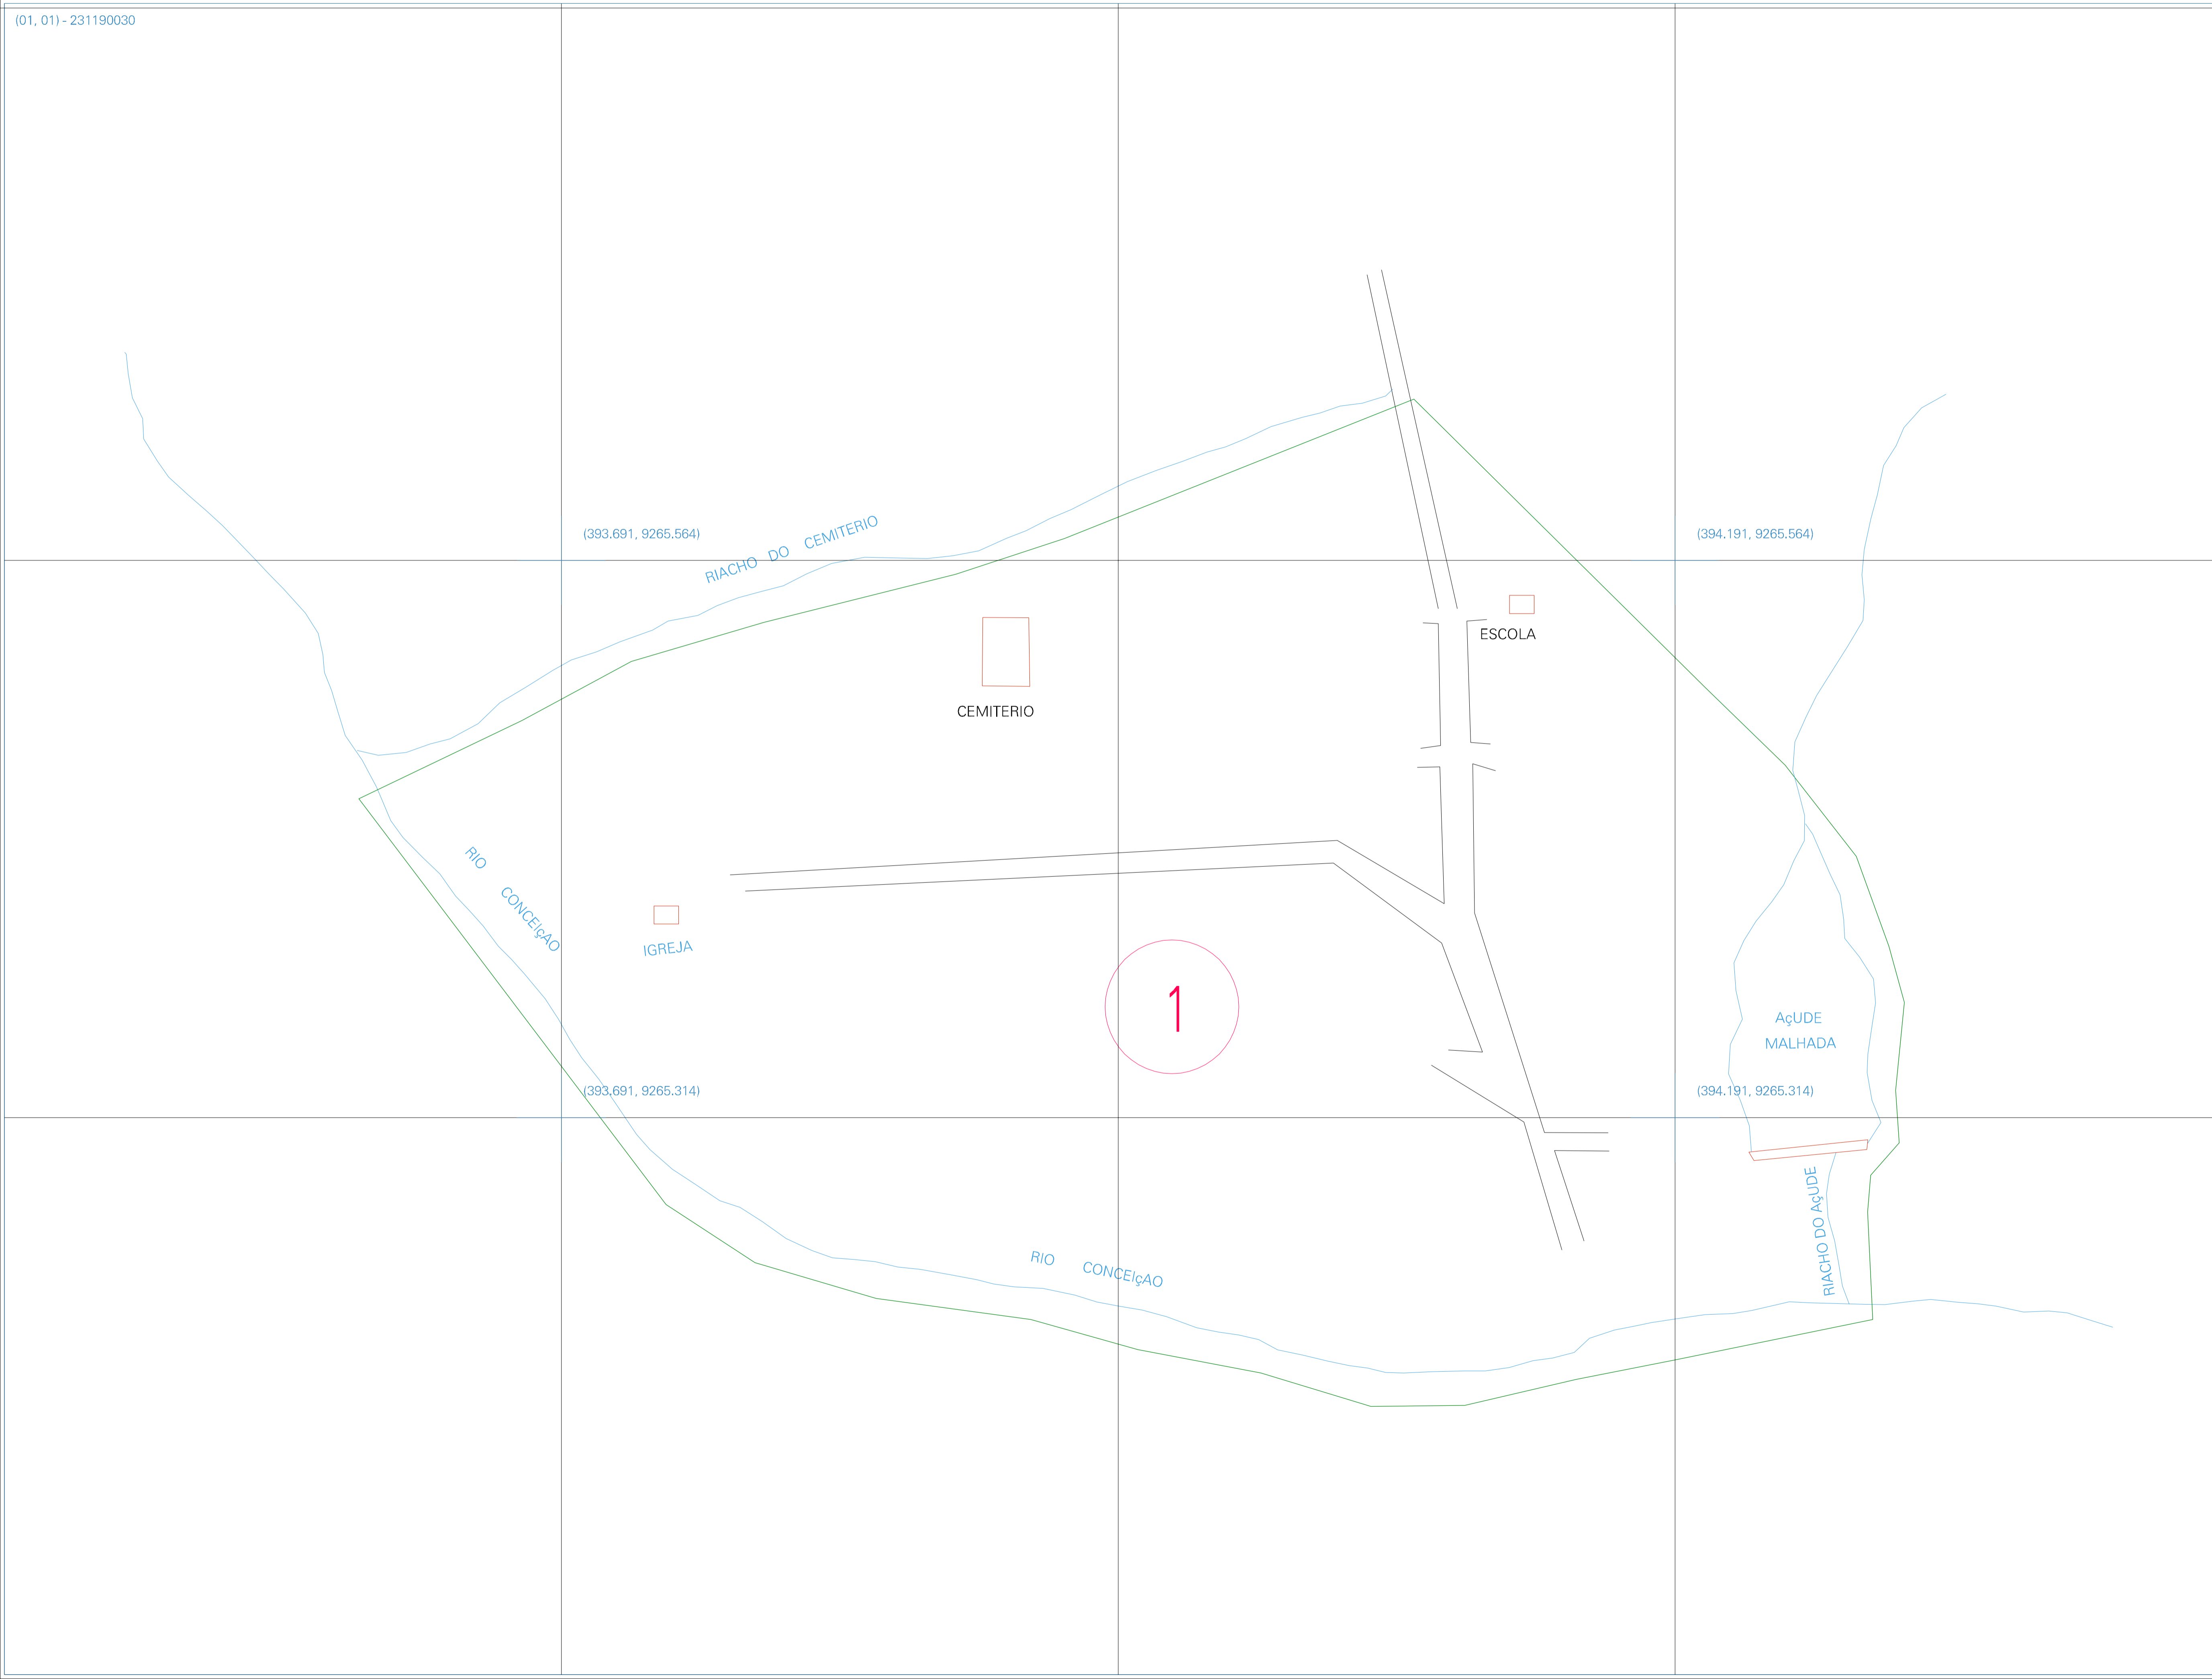 (01, 01) - 231190030
RIACHO DO CEMITERIO
(393.691, 9265.564)
(394.191, 9265.564)
ESCOLA
CEMITERIO
RIO CONCEIçAO
IGREJA
1
AçUDE
MALHADA
(393.691, 9265.314)
(394.191, 9265.314)
RIACHO DO AçUDE
RIO CONCEIçAO